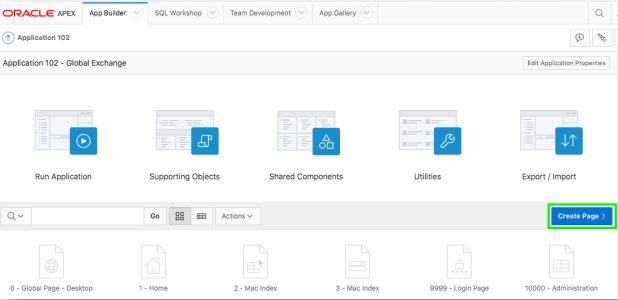 ORACLE APEX App Builder SQL Workshop Team Development App Gallery
Application 102
Application 102 - Global Exchange Edit Application Properties
Run Application Supporting Objects Shared Components Utilities Export / Import
Go Actions Create Page
0 - Global Page - Desktop 1 - Home 2 - Mac Index 3 - Mac Index 9999 - Login Page 10000 - Administration